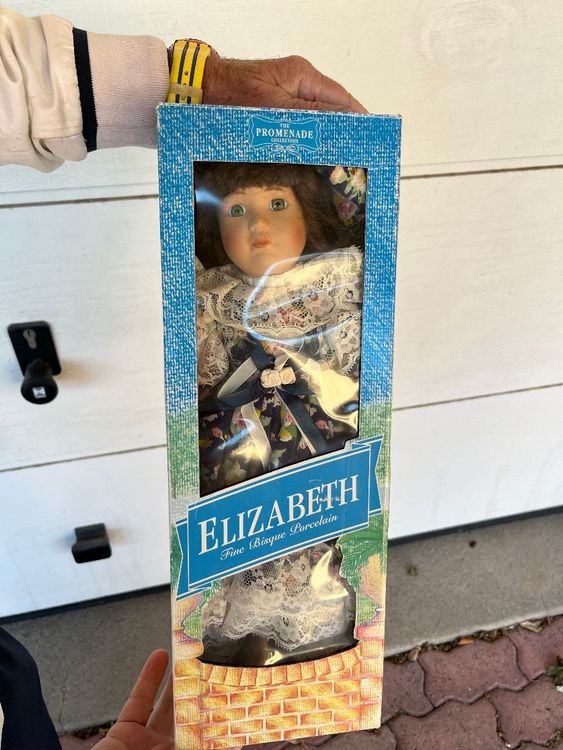 THE
PROMENADE
COLLECTION
ELIZABETH
Fine Bisque Porcelain